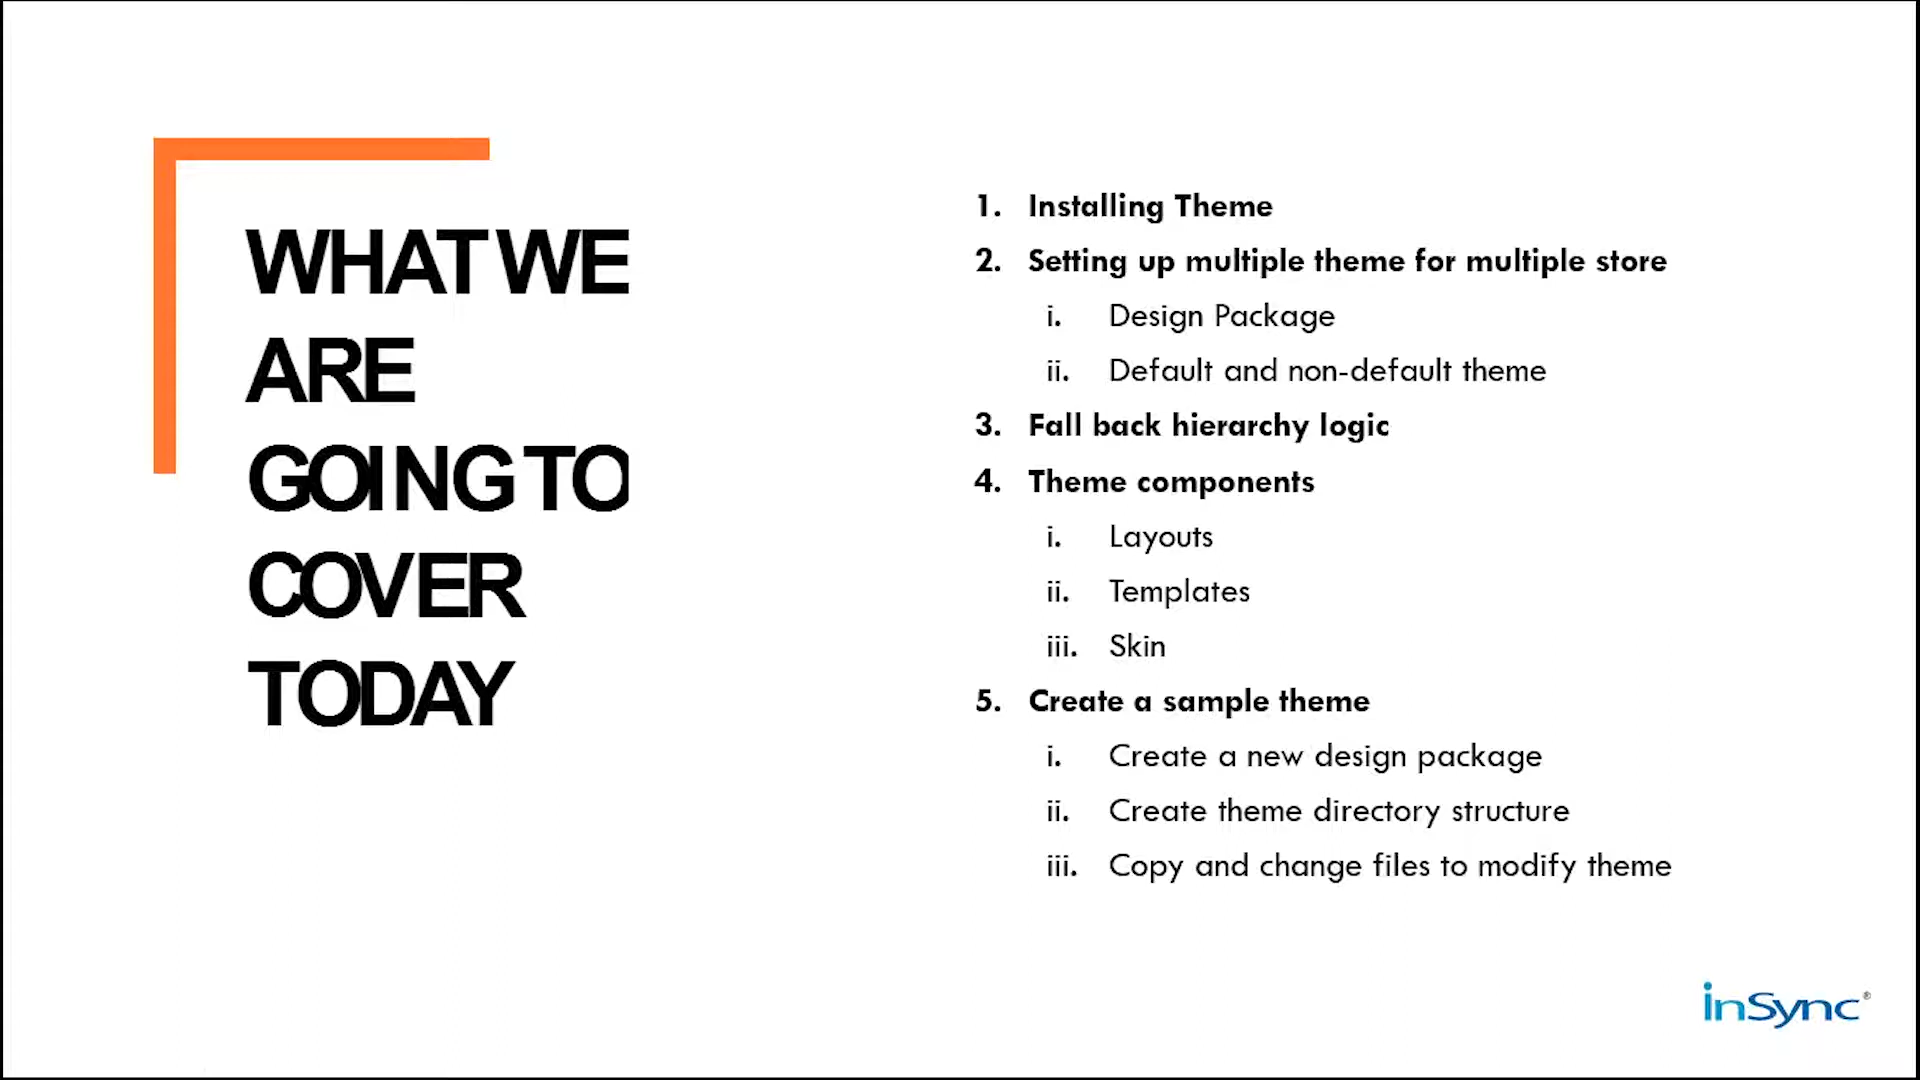 WHAT WE
ARE
GOING TO
COVER
TODAY
1. Installing Theme
2. Setting up multiple theme for multiple store
i. Design Package
ii. Default and non-default theme
3. Fall back hierarchy logic
4. Theme components
i. Layouts
ii. Templates
iii. Skin
5. Create a sample theme
i. Create a new design package
ii. Create theme directory structure
iii. Copy and change files to modify theme
inSync®